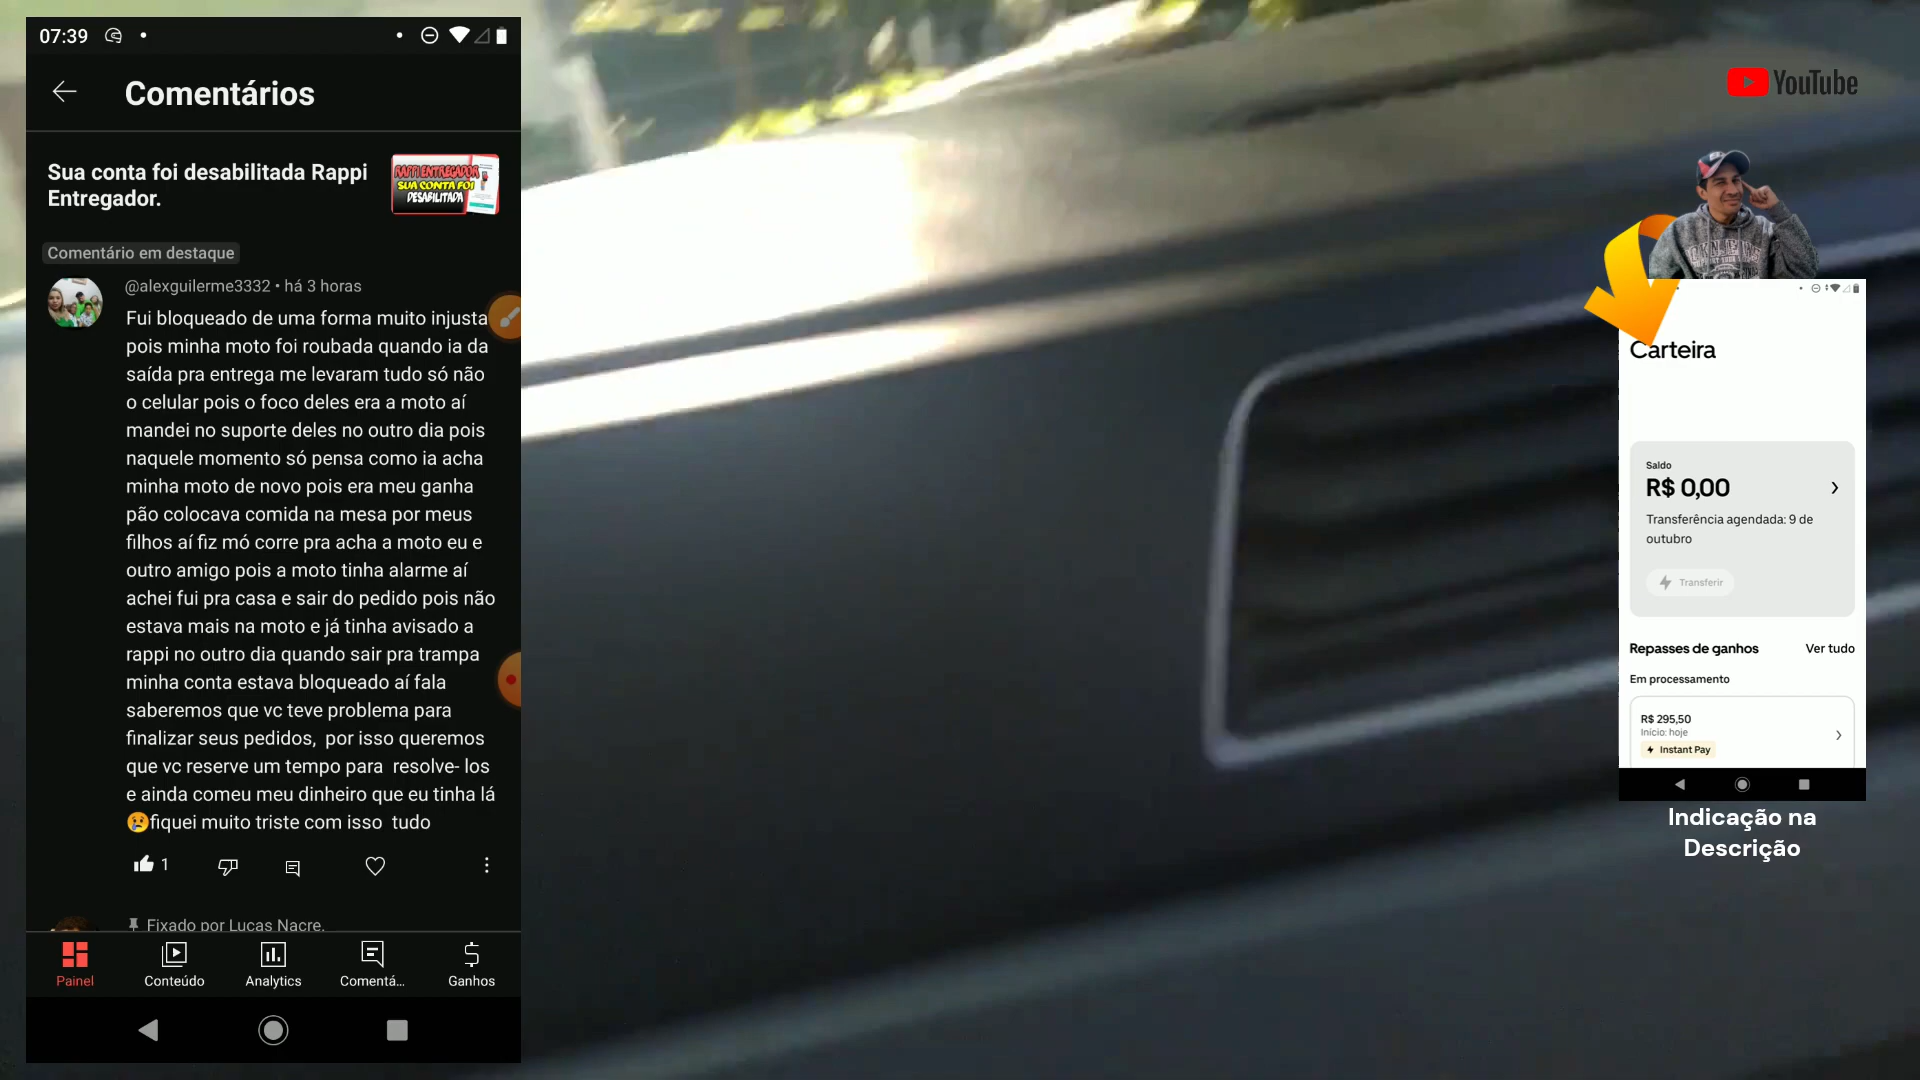 07:39
Comentários
Sua conta foi desabilitada Rappi
Entregador.
RAPPI ENTREGADOR
SUA CONTA FOI
DESABILITADA
Comentário em destaque
@alexguilerme3332 • há 3 horas
Fui bloqueado de uma forma muito injusta
pois minha moto foi roubada quando ia da
saída pra entrega me levaram tudo só não
o celular pois o foco deles era a moto aí
mandei no suporte deles no outro dia pois
naquele momento só pensa como ia acha
minha moto de novo pois era meu ganha
pão colocava comida na mesa por meus
filhos aí fiz mó corre pra acha a moto eu e
outro amigo pois a moto tinha alarme aí
achei fui pra casa e sair do pedido pois não
estava mais na moto e já tinha avisado a
rappi no outro dia quando sair pra trampa
minha conta estava bloqueado aí fala
saberemos que vc teve problema para
finalizar seus pedidos,  por isso queremos
que vc reserve um tempo para  resolve- los
e ainda comeu meu dinheiro que eu tinha lá
😢fiquei muito triste com isso  tudo
1
Fixado por Lucas Nacre.
Painel
Conteúdo
Analytics
Comentá...
Ganhos
YouTube
Carteira
Saldo
R$ 0,00
Transferência agendada: 9 de
outubro
Transferir
Repasses de ganhos
Ver tudo
Em processamento
R$ 295,50
Início: hoje
Instant Pay
Indicação na
Descrição